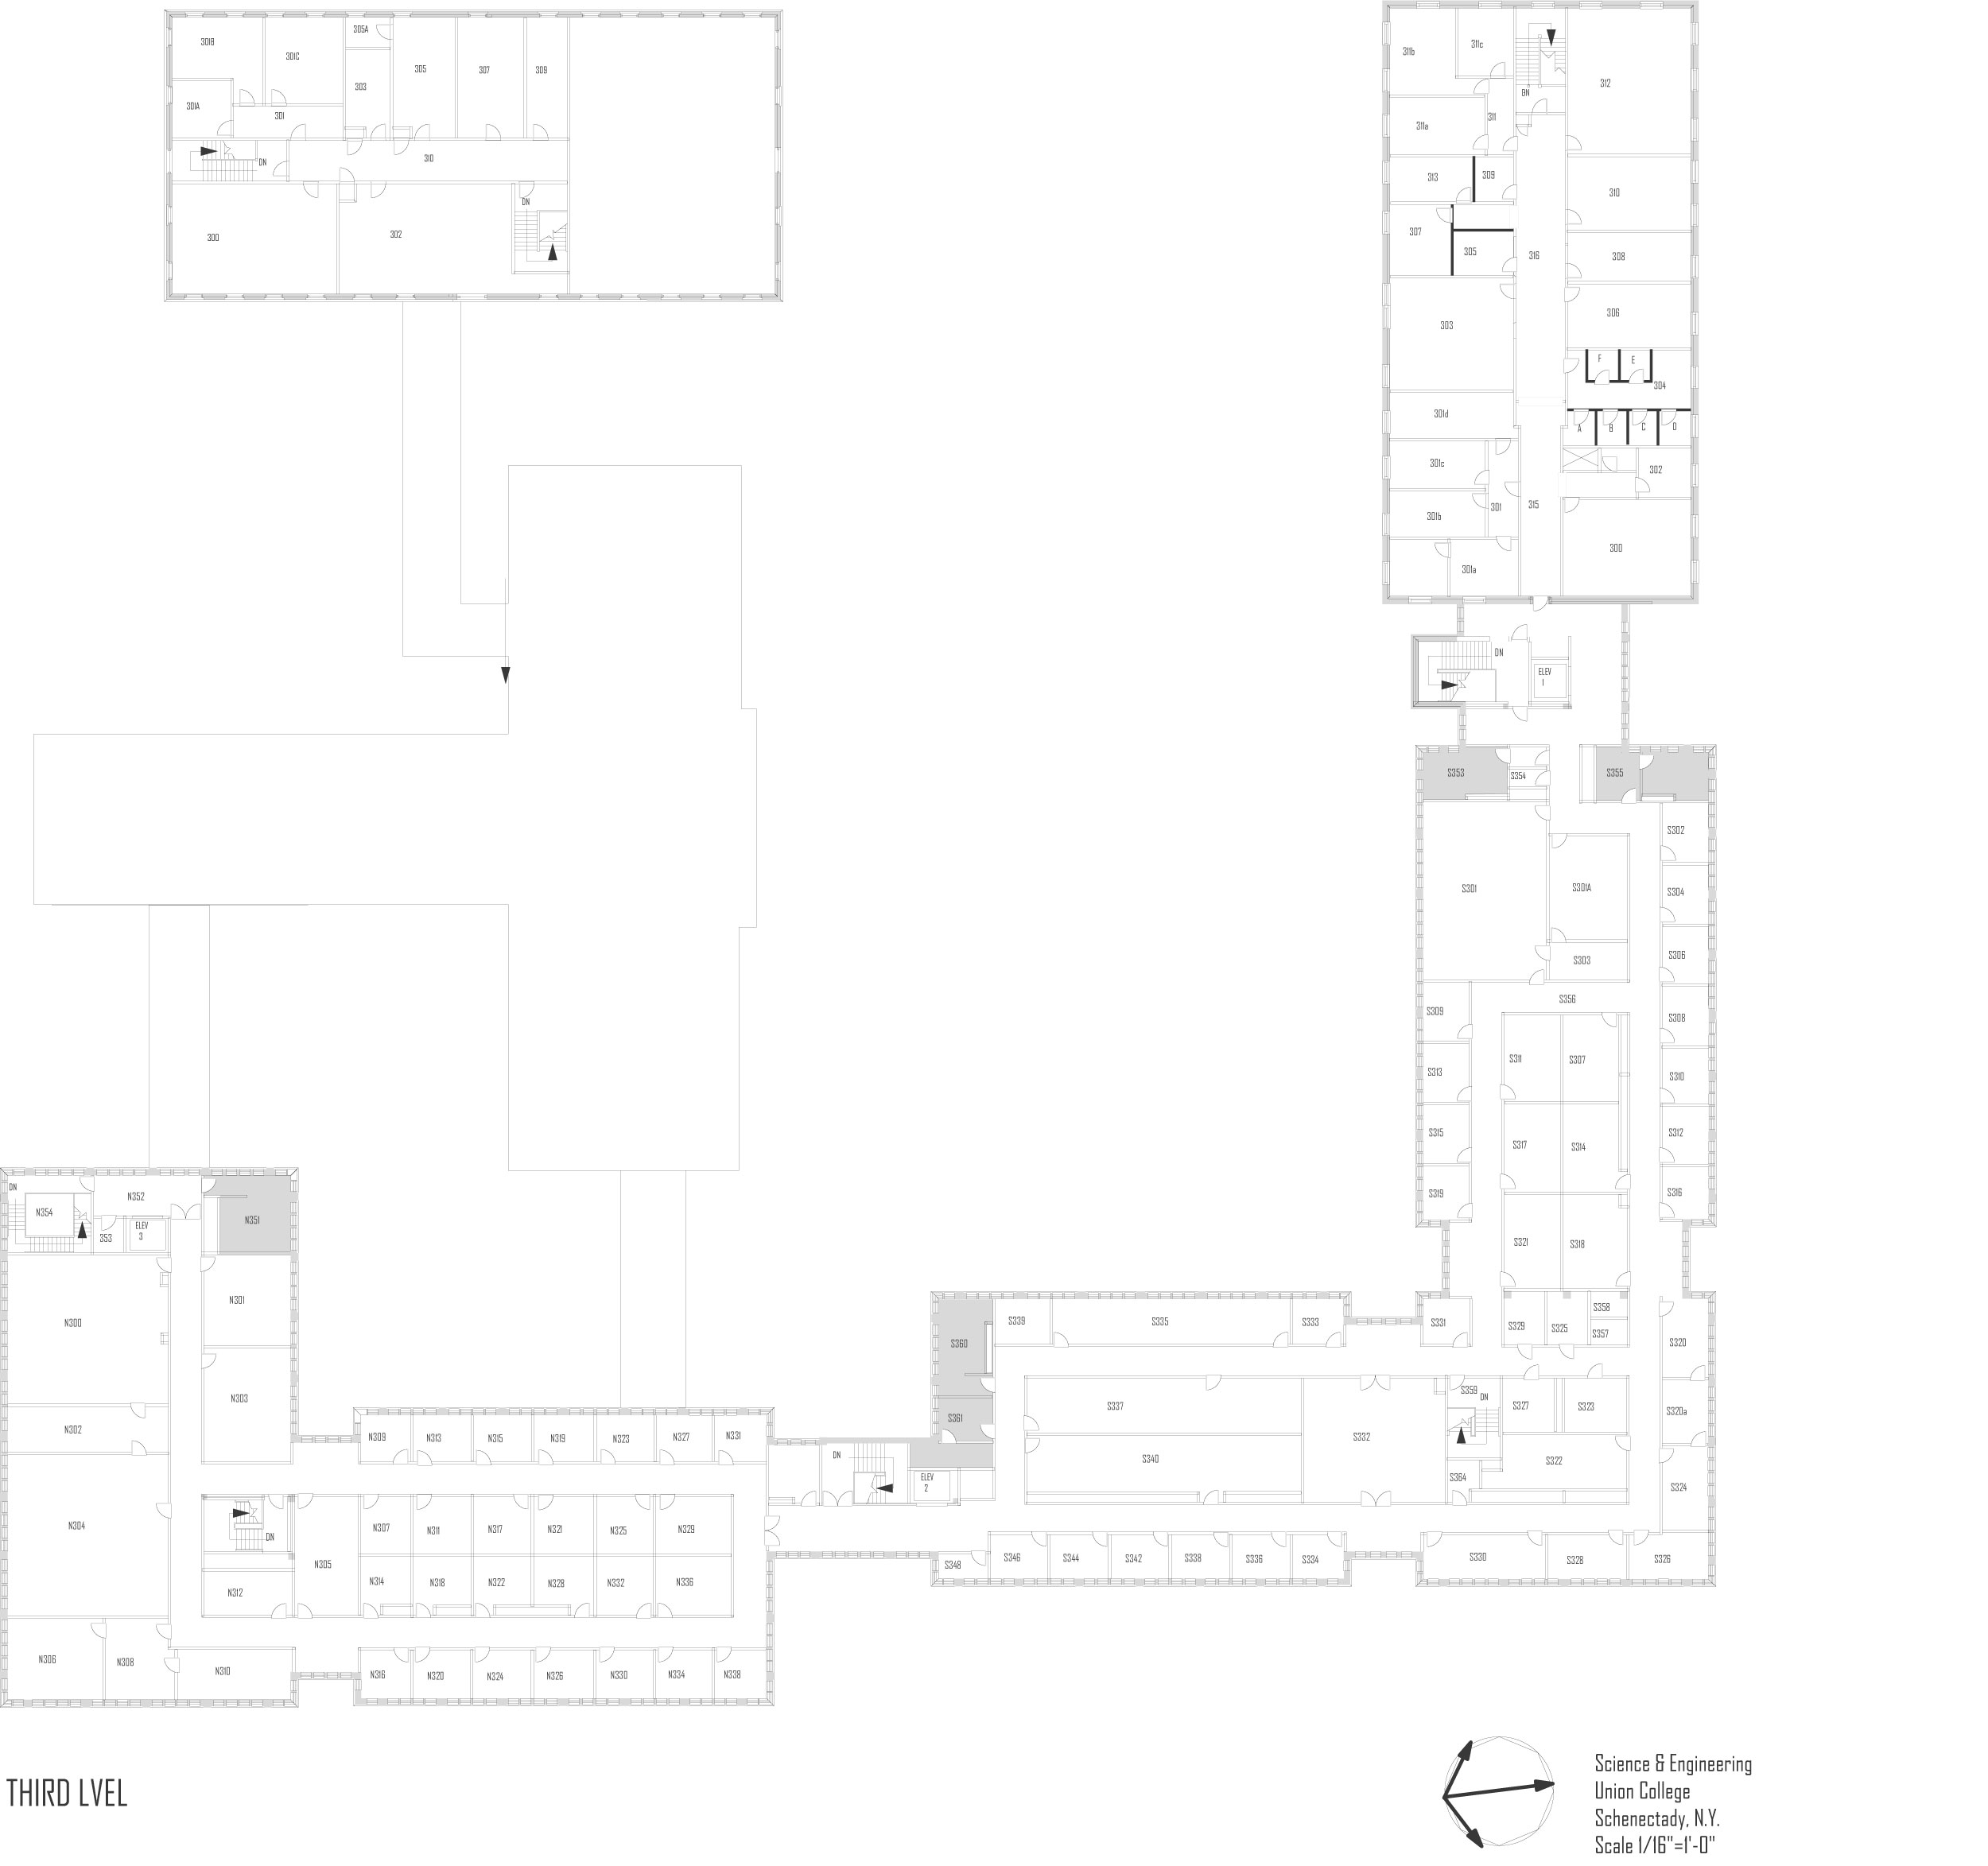 301B
301C
305A
303
305
307
309
301A
301
310
DN
300
302
DN
311b
311c
DN
312
311a
311
313
309
310
307
305
316
308
303
306
F
E
304
301d
A
B
C
D
301c
302
301b
301
315
300
301a
DN
ELEV
1
S353
S354
S355
S302
S301
S301A
S304
S303
S306
S356
S309
S308
S311
S307
S313
S310
S315
S317
S314
S312
S319
S316
S321
S318
S331
S329
S325
S358
S357
S320
S339
S335
S333
S360
S361
S337
S332
S340
S359
DN
S327
S323
S320a
S322
S364
S324
DN
ELEV
2
S348
S346
S344
S342
S338
S336
S334
S330
S328
S326
DN
N354
N352
353
ELEV
3
N351
N300
N301
N303
N302
N304
N309
N313
N315
N319
N323
N327
N331
DN
N305
N307
N311
N317
N321
N325
N329
N312
N314
N318
N322
N328
N332
N336
N306
N308
N310
N316
N320
N324
N326
N330
N334
N338
THIRD LVEL
Science & Engineering
Union College
Schenectady, N.Y.
Scale 1/16"=1'-0"